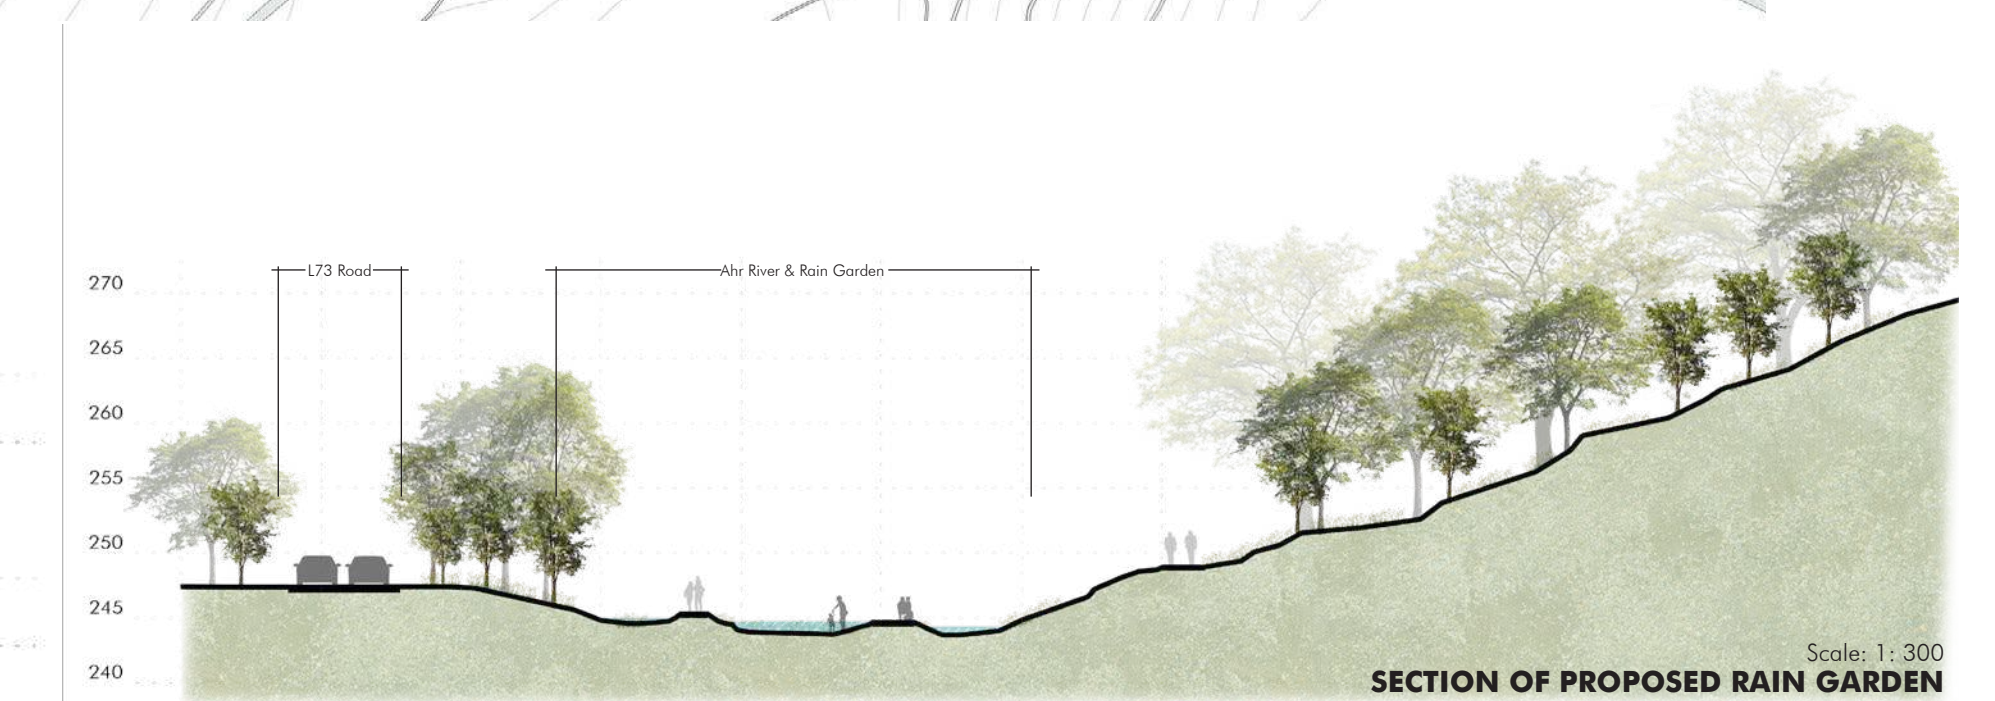 L73 Road
Ahr River & Rain Garden
270
265
260
255
250
245
240
Scale: 1: 300
SECTION OF PROPOSED RAIN GARDEN